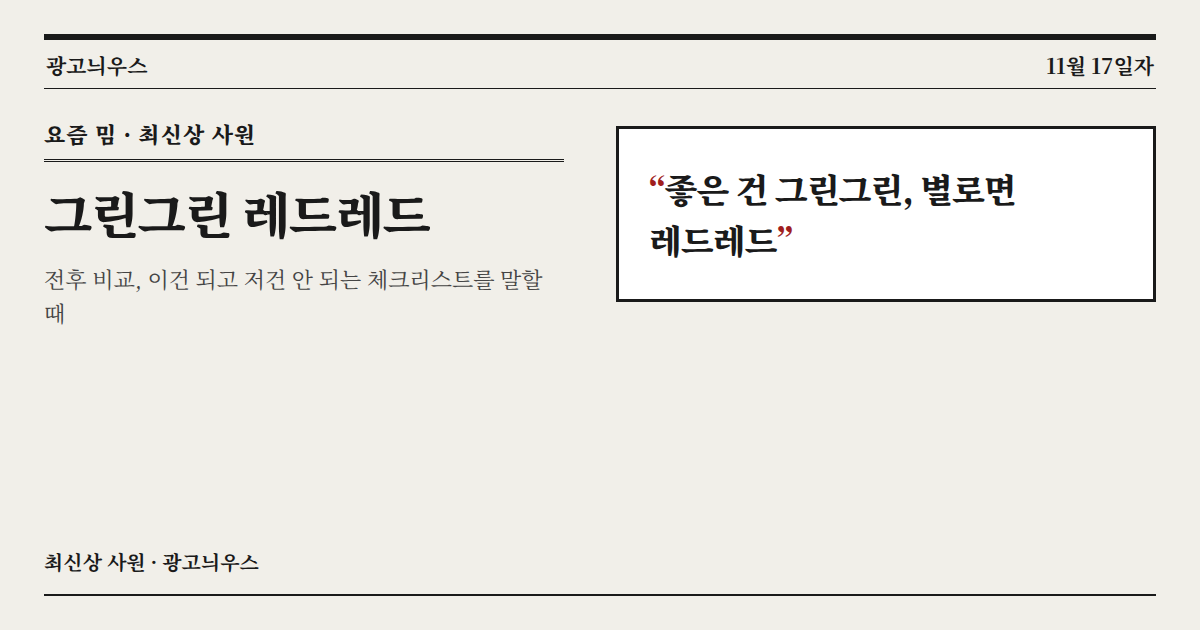 광고늬우스
11월 17일자
요즘 밈 · 최신상 사원
그린그린 레드레드
전후 비교, 이건 되고 저건 안 되는 체크리스트를 말할
때
“좋은 건 그린그린, 별로면
레드레드”
최신상 사원 · 광고늬우스